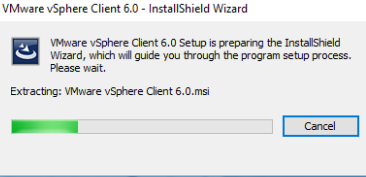 VMware vSphere Client 6.0 - InstallShield Wizard
VMware vSphere Client 6.0 Setup is preparing the InstallShield
Wizard, which will guide you through the program setup process.
Please wait.
Extracting: VMware vSphere Client 6.0.msi
Cancel